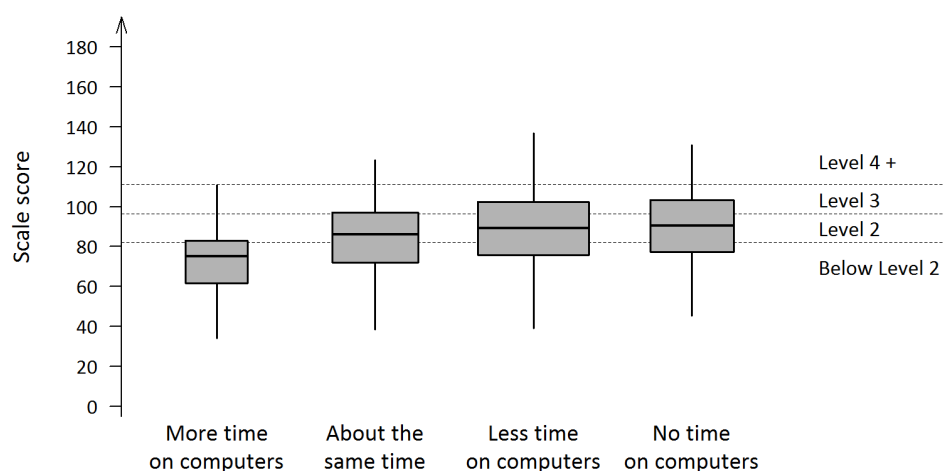 180
160
140
120
100
80
60
40
20
0
Scale score
Level 4 +
Level 3
Level 2
Below Level 2
More time
on computers
About the
same time
Less time
on computers
No time
on computers